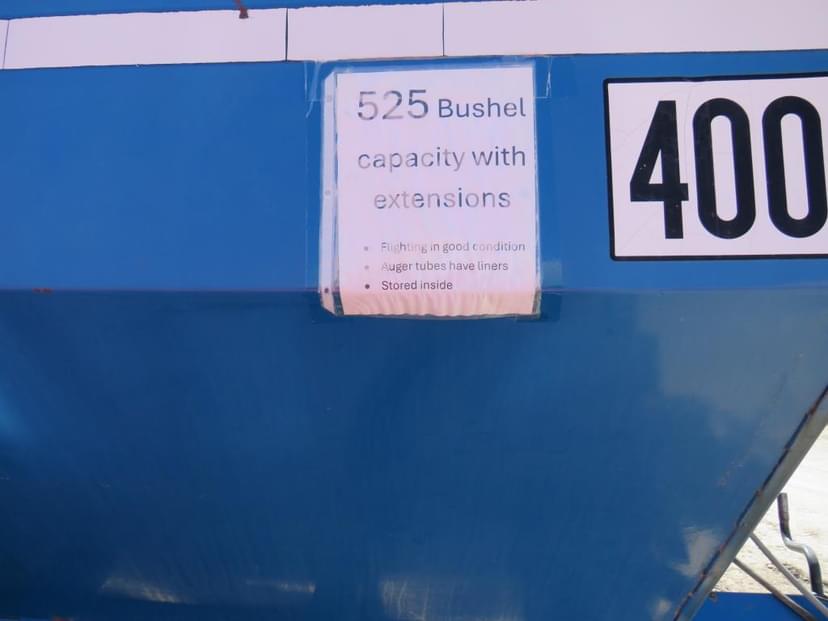 525 Bushel
capacity with
extensions
• Flighting in good condition
• Auger tubes have liners
• Stored inside
400